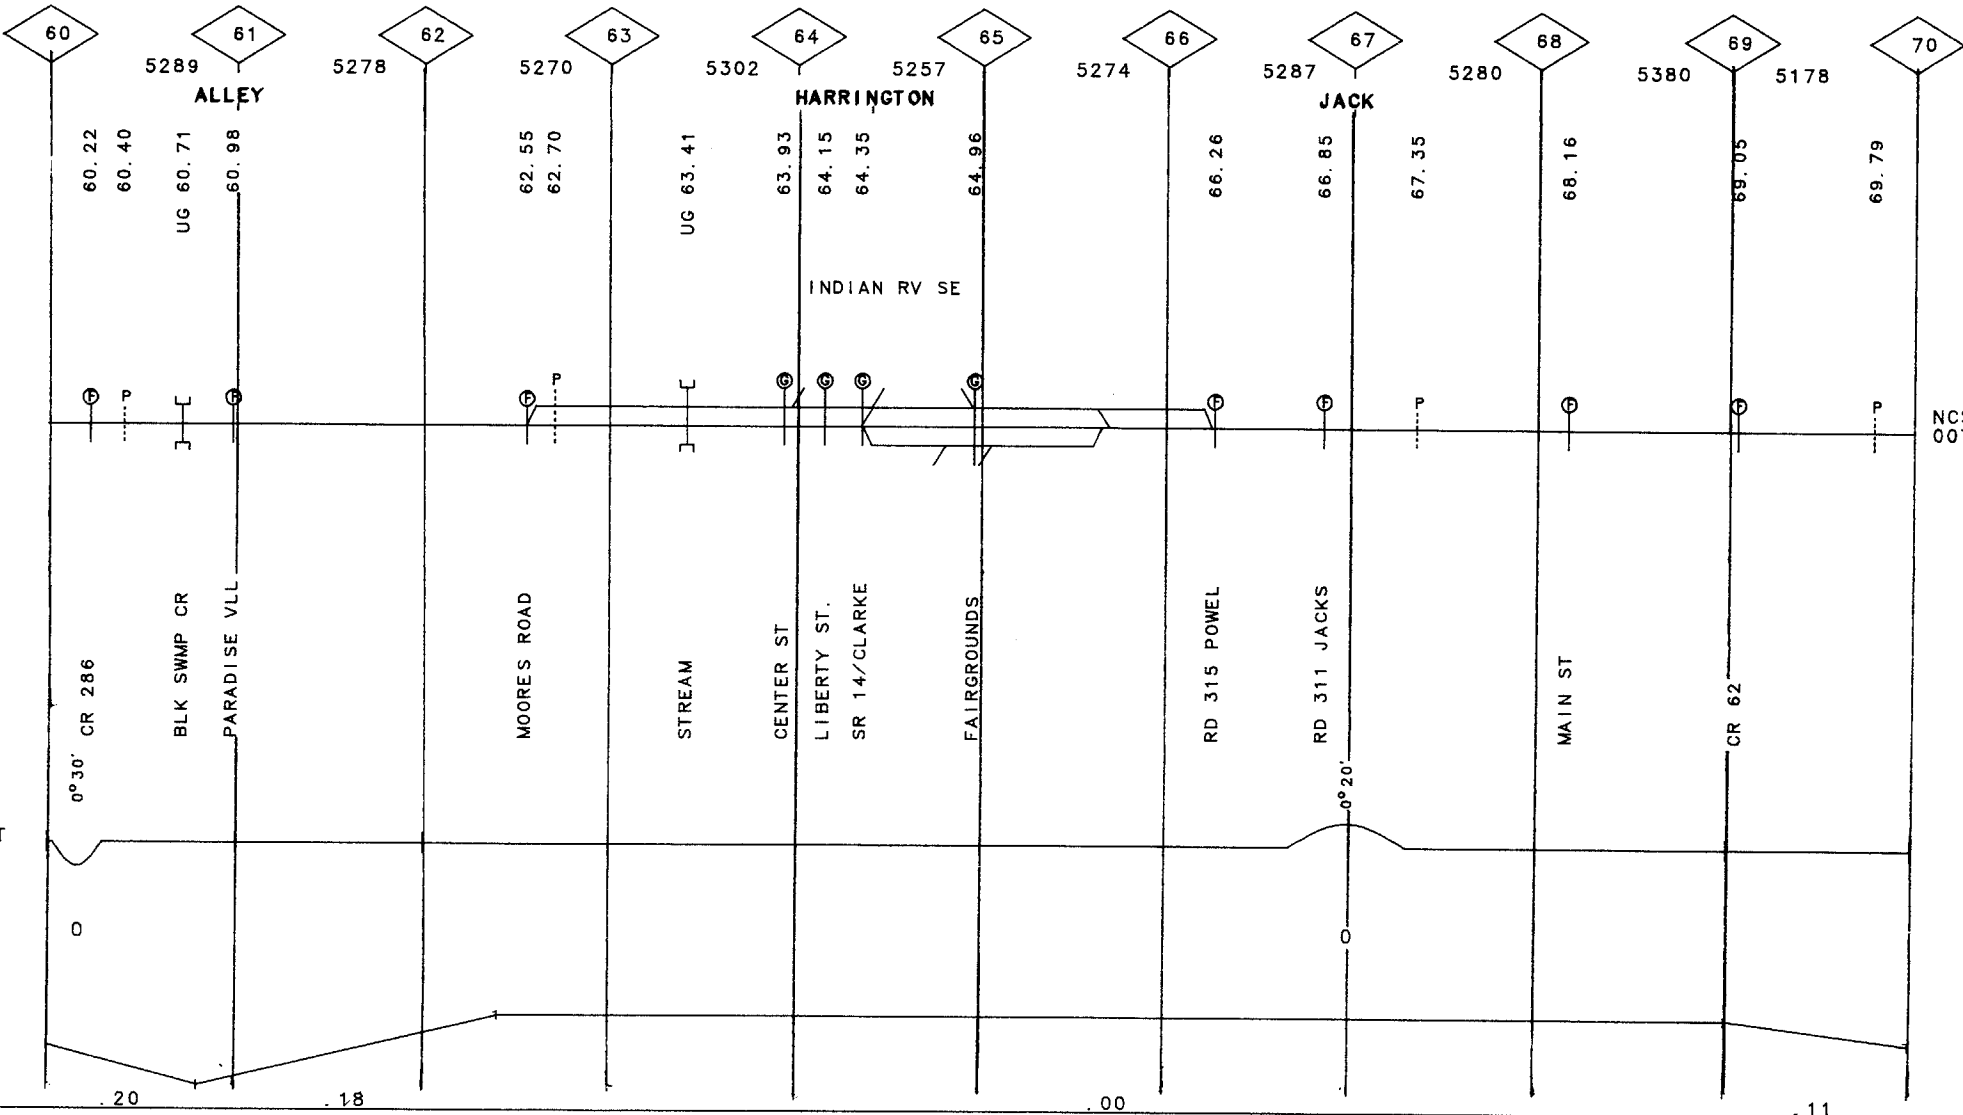 60 61 62 63 64 65 66 67 68 69 70
5289 5278 5270 5302 5257 5274 5287 5280 5380 5178
ALLEY HARRINGTON JACK
60.22
60.40
UG 60.71
60.98
62.55
62.70
UG 63.41
63.93
64.15
64.35
64.96
66.26
66.85
67.35
68.16
69.05
69.79
INDIAN RV SE
F P F F P G G G G F F P F F P
CR 286
BLK SWMP CR
PARADISE VLL
MOORES ROAD
STREAM
CENTER ST
LIBERTY ST.
SR 14/CLARKE
FAIRGROUNDS
RD 315 POWEL
RD 311 JACKS
MAIN ST
CR 62
0°30'
0°20'
T
0 0
.20 .18 .00 .11